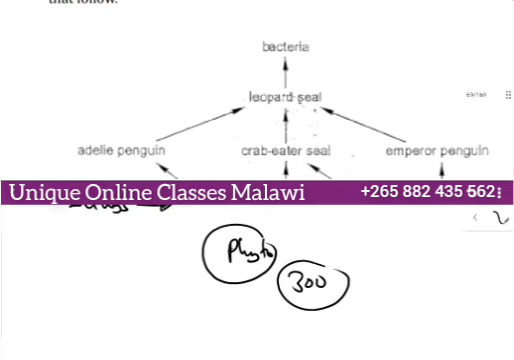 that follow.
bacteria
leopard seal
adelie penguin crab-eater seal emperor penguin
Unique Online Classes Malawi +265 882 435 562
Phyto
300